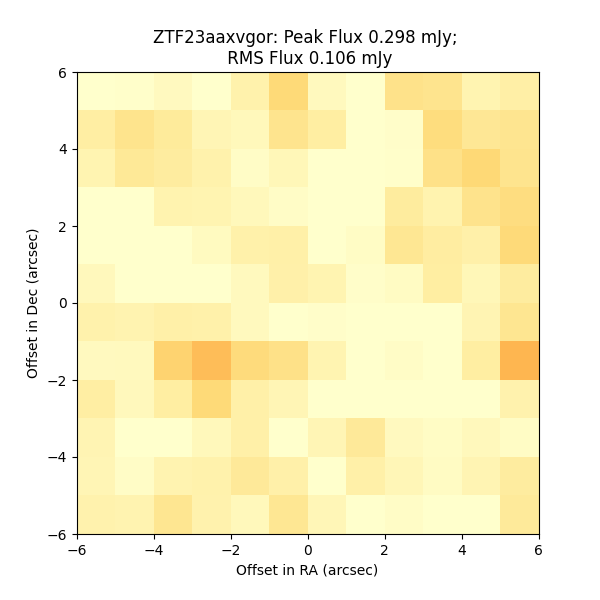 ZTF23aaxvgor: Peak Flux 0.298 mJy;
RMS Flux 0.106 mJy
6
4
2
0
−2
−4
−6
Offset in Dec (arcsec)
−6 −4 −2 0 2 4 6
Offset in RA (arcsec)